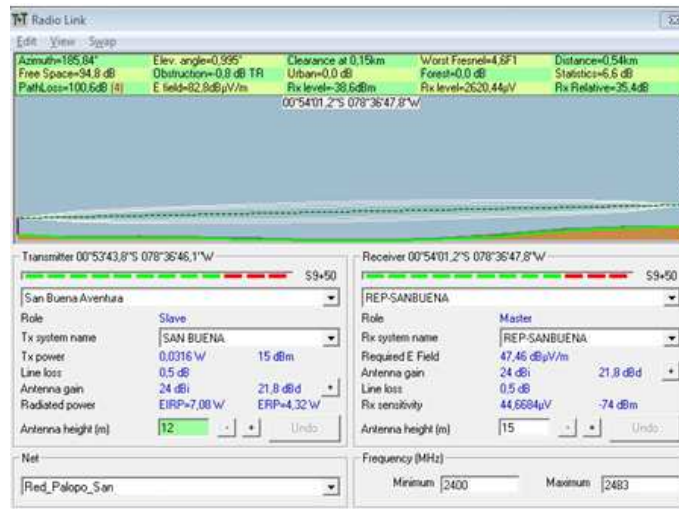 Radio Link
Edit View Swap
Azimuth=185,84° Elev. angle=0,995° Clearance at 0,15km Worst Fresnel=4,6F1 Distance=0,54km
Free Space=94,8 dB Obstruction=-0,8 dB TR Urban=0,0 dB Forest=0,0 dB Statistics=6,6 dB
PathLoss=100,6dB (4) E field=82,8dBµV/m Rx level=-38,6dBm Rx level=2620,44µV Rx Relative=35,4dB
00°54'01,2"S 078°36'47,8"W
Transmitter 00°53'43,8"S 078°36'46,1"W
S9+50
San Buena Aventura
Role Slave
Tx system name SAN BUENA
Tx power 0,0316 W 15 dBm
Line loss 0,5 dB
Antenna gain 24 dBi 21,8 dBd +
Radiated power EIRP=7,08 W ERP=4,32 W
Antenna height (m) 12 - + Undo
Receiver 00°54'01,2"S 078°36'47,8"W
S9+50
REP-SANBUENA
Role Master
Rx system name REP-SANBUENA
Required E Field 47,46 dBµV/m
Antenna gain 24 dBi 21,8 dBd +
Line loss 0,5 dB
Rx sensitivity 44,6684µV -74 dBm
Antenna height (m) 15 - + Undo
Net
Red_Palopo_San
Frequency (MHz)
Minimum 2400 Maximum 2483